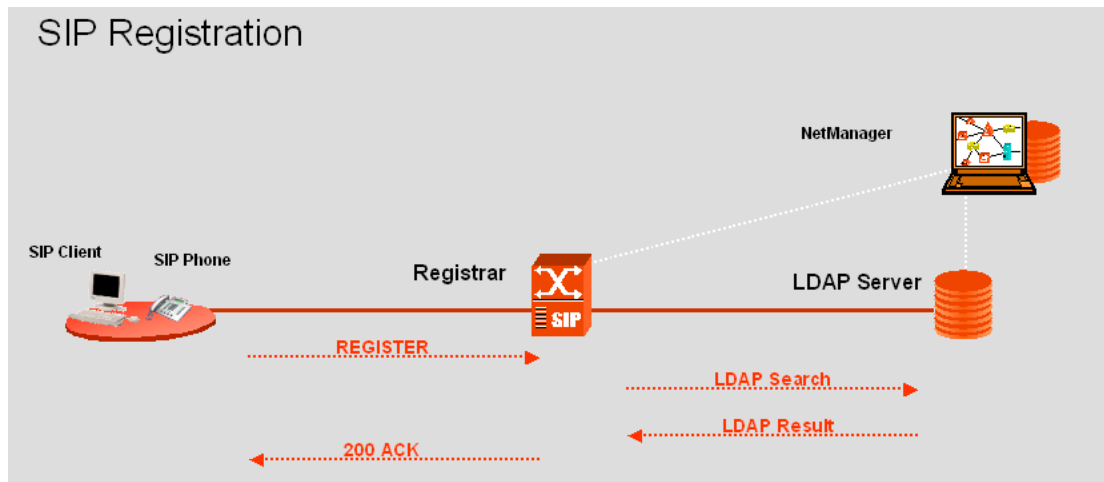 SIP Registration
NetManager
SIP Client
SIP Phone
Registrar
LDAP Server
SIP
REGISTER
LDAP Search
LDAP Result
200 ACK